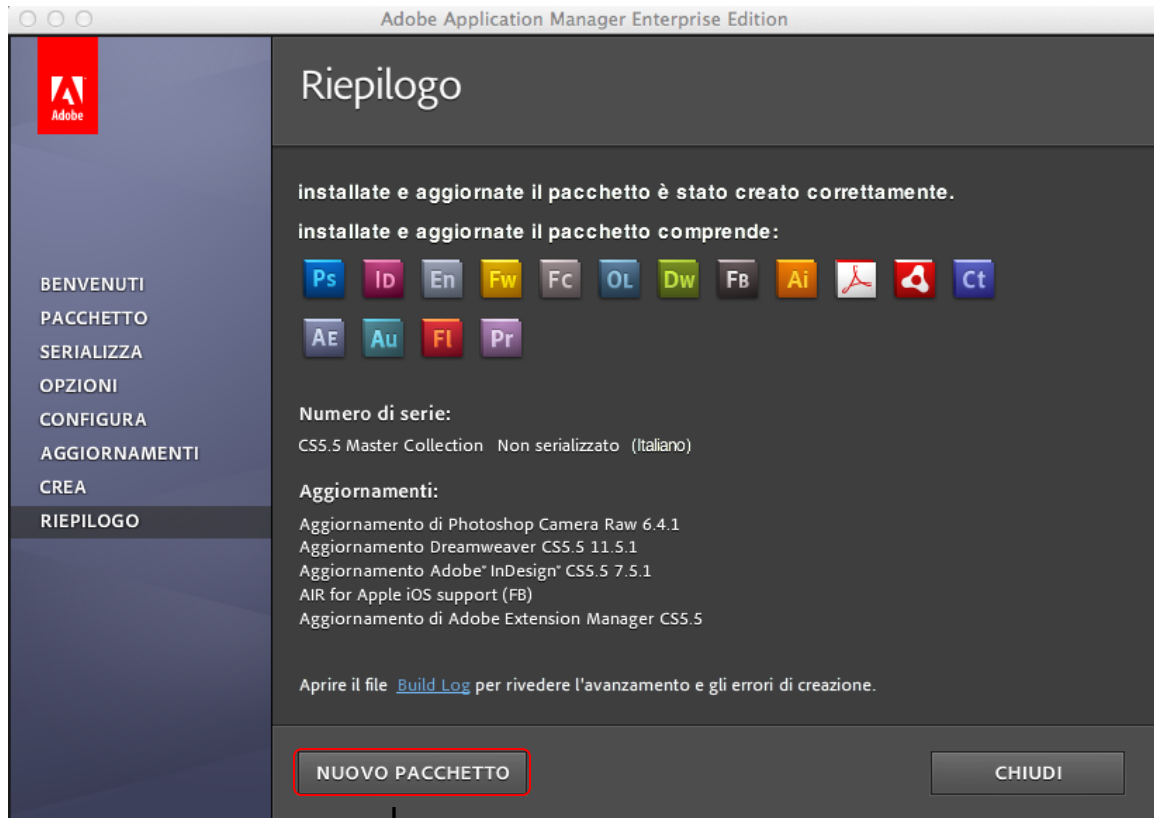 Adobe Application Manager Enterprise Edition
Adobe
Riepilogo
installate e aggiornate il pacchetto è stato creato correttamente.
installate e aggiornate il pacchetto comprende:
Ps ID En Fw Fc OL Dw FB Ai Ct
AE Au Fl Pr
BENVENUTI
PACCHETTO
SERIALIZZA
OPZIONI
CONFIGURA
AGGIORNAMENTI
CREA
RIEPILOGO
Numero di serie:
CS5.5 Master Collection Non serializzato (Italiano)
Aggiornamenti:
Aggiornamento di Photoshop Camera Raw 6.4.1
Aggiornamento Dreamweaver CS5.5 11.5.1
Aggiornamento Adobe® InDesign® CS5.5 7.5.1
AIR for Apple iOS support (FB)
Aggiornamento di Adobe Extension Manager CS5.5
Aprire il file Build Log per rivedere l'avanzamento e gli errori di creazione.
NUOVO PACCHETTO
CHIUDI